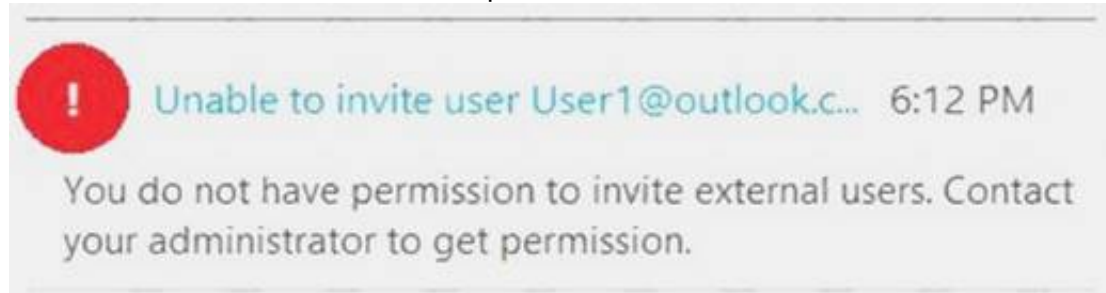 !
Unable to invite user User1@outlook.c... 6:12 PM
You do not have permission to invite external users. Contact
your administrator to get permission.